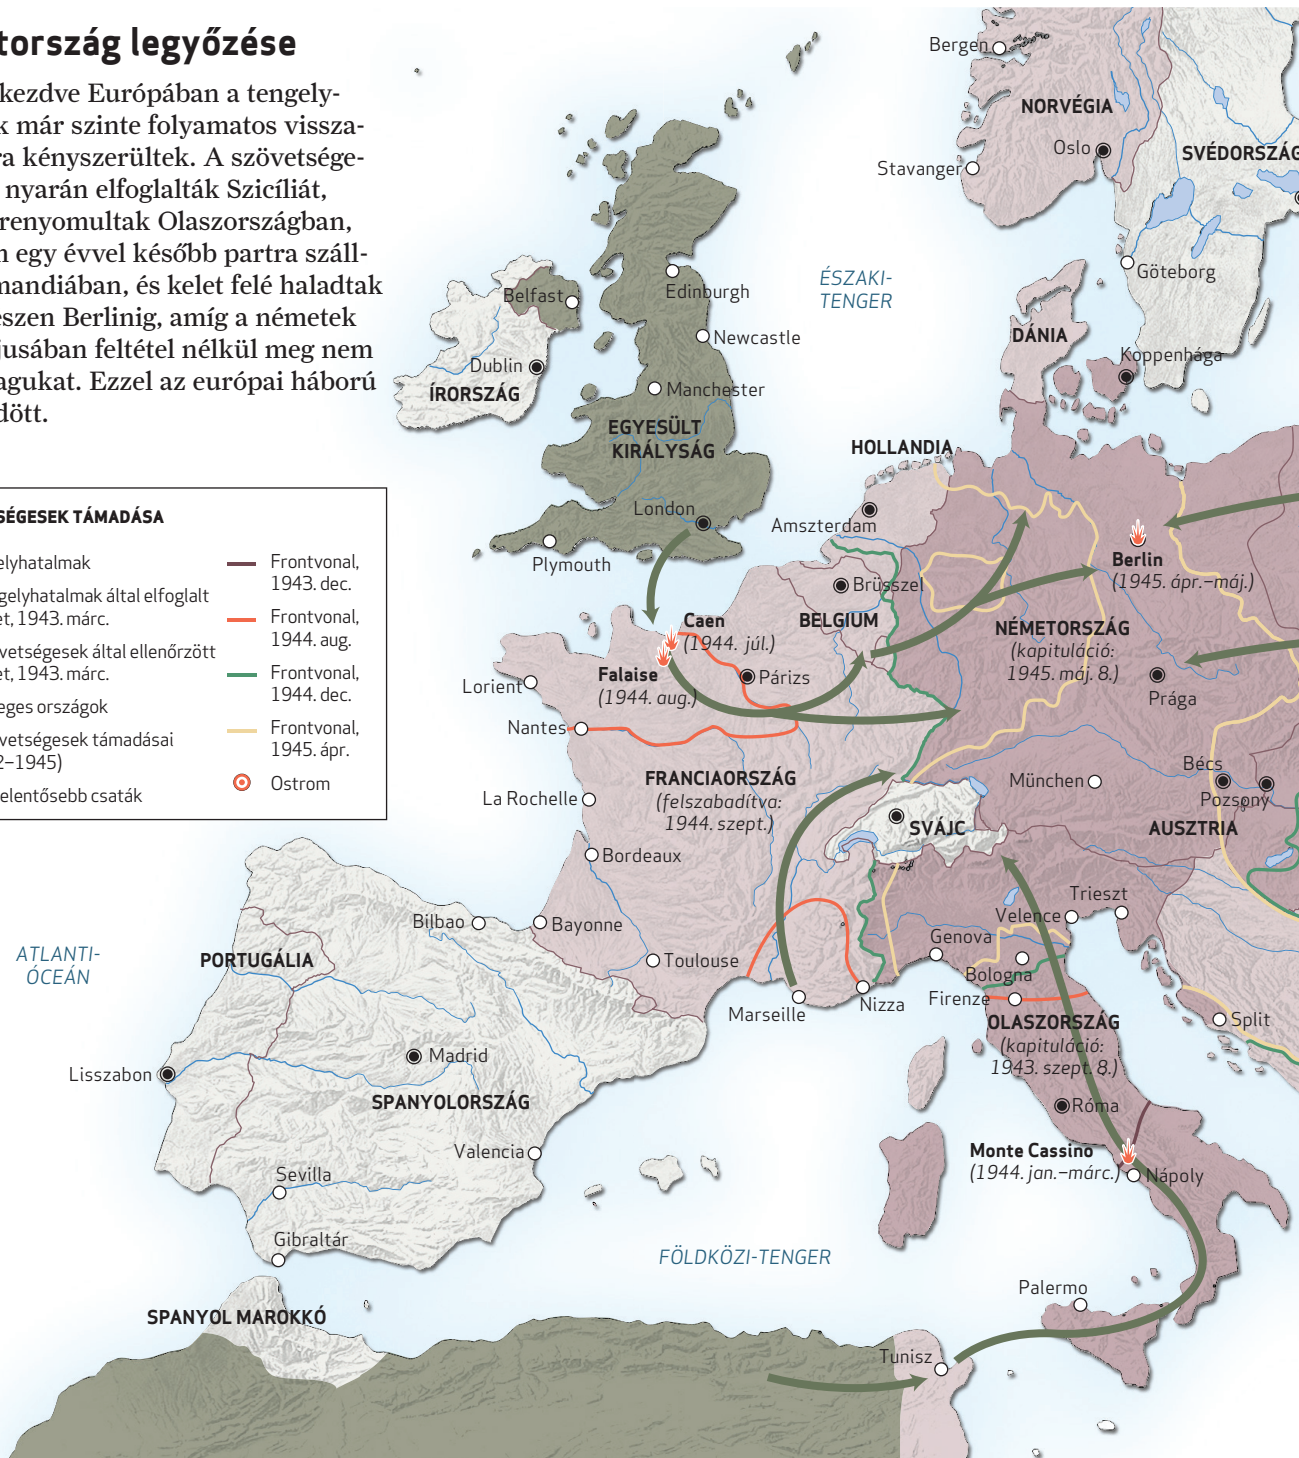 tország legyőzése
kezdve Európában a tengely-
k már szinte folyamatos vissza-
ra kényszerültek. A szövetsége-
nyarán elfoglalták Szicíliát,
renyomultak Olaszországban,
n egy évvel később partra száll-
mandiában, és kelet felé haladtak
eszen Berlinig, amíg a németek
jusában feltétel nélkül meg nem
agukat. Ezzel az európai háború
dött.
SÉGESEK TÁMADÁSA
elyhatalmak
gelyhatalmak által elfoglalt
et, 1943. márc.
vetségesek által ellenőrzött
et, 1943. márc.
eges országok
vetségesek támadásai
2–1945)
elentősebb csaták
Frontvonal,
1943. dec.
Frontvonal,
1944. aug.
Frontvonal,
1944. dec.
Frontvonal,
1945. ápr.
Ostrom
Bergen
NORVÉGIA
Oslo
SVÉDORSZÁG
Stavanger
Göteborg
ÉSZAKI-
TENGER
Edinburgh
Belfast
Newcastle
DÁNIA
Koppenhága
Dublin
ÍRORSZÁG
Manchester
EGYESÜLT
KIRÁLYSÁG
HOLLANDIA
London
Amszterdam
Plymouth
Brüsszel
Berlin
(1945. ápr.–máj.)
BELGIUM
Caen
(1944. júl.)
NÉMETORSZÁG
(kapituláció:
1945. máj. 8.)
Falaise
(1944. aug.)
Párizs
Lorient
Prága
Nantes
FRANCIAORSZÁG
(felszabadítva:
1944. szept.)
La Rochelle
München
Bécs
Pozsony
SVÁJC
AUSZTRIA
Bordeaux
Trieszt
Velence
Bilbao
Bayonne
Genova
ATLANTI-
ÓCEÁN
PORTUGÁLIA
Toulouse
Bologna
Marseille
Nizza
Firenze
OLASZORSZÁG
(kapituláció:
1943. szept. 8.)
Split
Madrid
Lisszabon
SPANYOLORSZÁG
Róma
Valencia
Monte Cassino
(1944. jan.–márc.)
Nápoly
Sevilla
Gibraltár
FÖLDKÖZI-TENGER
Palermo
SPANYOL MAROKKÓ
Tunisz